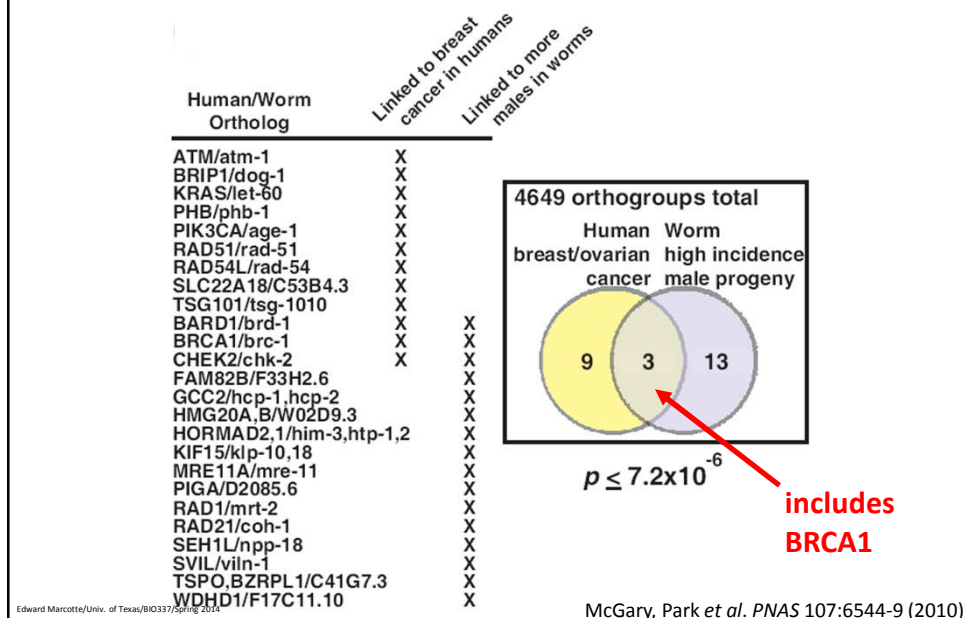 Human/Worm
Ortholog
Linked to breast
cancer in humans
Linked to more
males in worms
ATM/atm-1 X
BRIP1/dog-1 X
KRAS/let-60 X
PHB/phb-1 X
PIK3CA/age-1 X
RAD51/rad-51 X
RAD54L/rad-54 X
SLC22A18/C53B4.3 X
TSG101/tsg-1010 X
BARD1/brd-1 X X
BRCA1/brc-1 X X
CHEK2/chk-2 X X
FAM82B/F33H2.6 X
GCC2/hcp-1,hcp-2 X
HMG20A,B/W02D9.3 X
HORMAD2,1/him-3,htp-1,2 X
KIF15/klp-10,18 X
MRE11A/mre-11 X
PIGA/D2085.6 X
RAD1/mrt-2 X
RAD21/coh-1 X
SEH1L/npp-18 X
SVIL/viln-1 X
TSPO,BZRPL1/C41G7.3 X
WDHD1/F17C11.10 X
4649 orthogroups total
Human Worm
breast/ovarian high incidence
cancer male progeny
9 3 13
p ≤ 7.2x10⁻⁶
includes
BRCA1
Edward Marcotte/Univ. of Texas/BIO337/Spring 2014
McGary, Park et al. PNAS 107:6544-9 (2010)